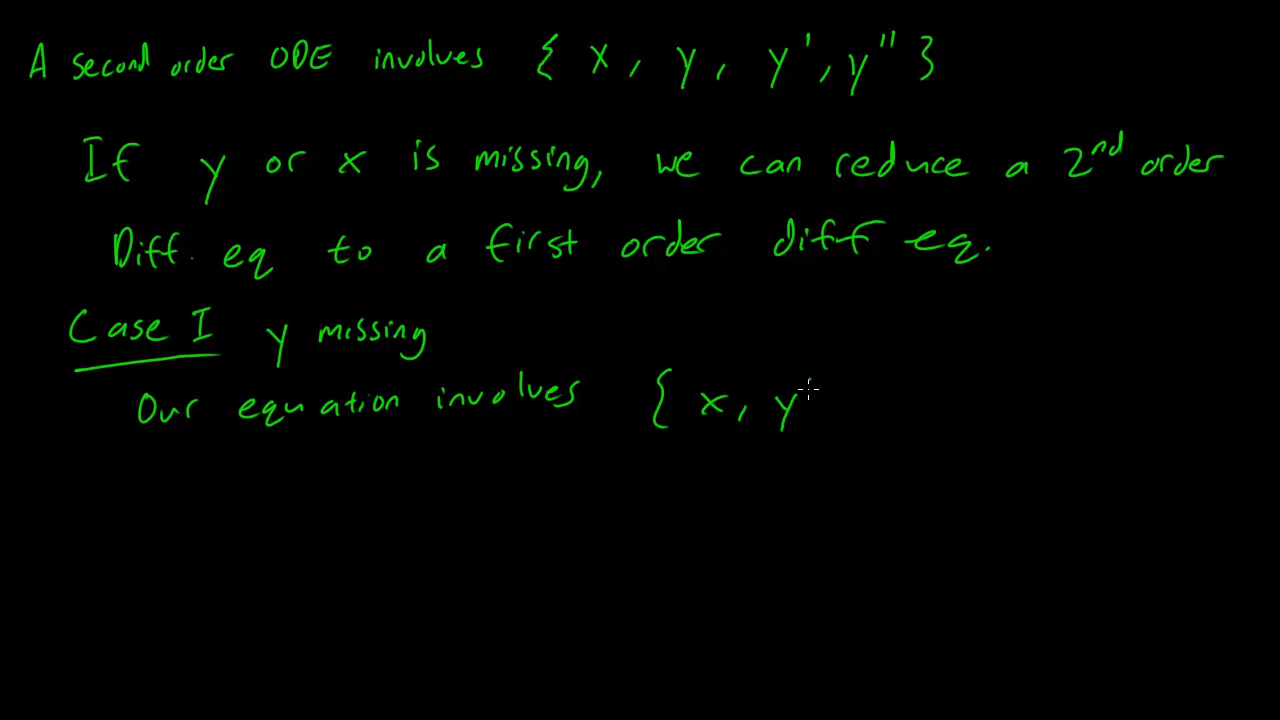 A second order ODE involves { x, y, y', y'' }
If y or x is missing, we can reduce a 2nd order
Diff. eq to a first order diff eq.
Case I y missing
Our equation involves { x, y'